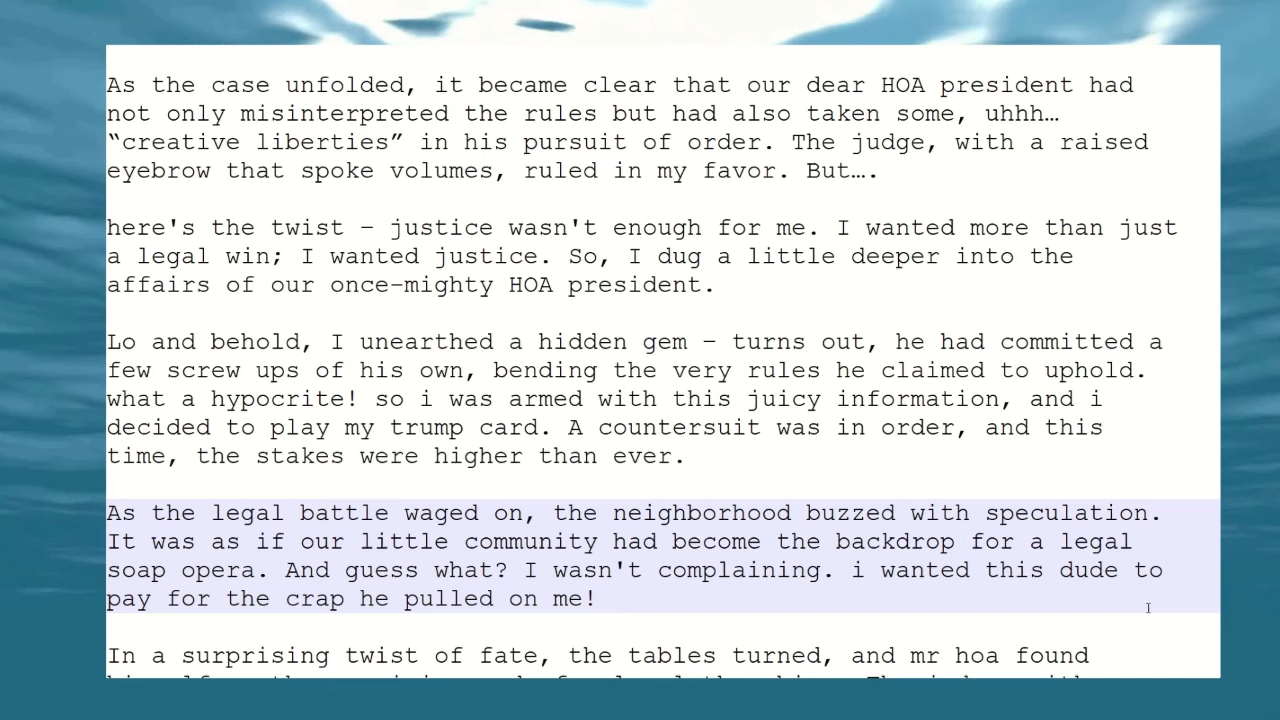 As the case unfolded, it became clear that our dear HOA president had
not only misinterpreted the rules but had also taken some, uhhh…
“creative liberties” in his pursuit of order. The judge, with a raised
eyebrow that spoke volumes, ruled in my favor. But….
here's the twist – justice wasn't enough for me. I wanted more than just
a legal win; I wanted justice. So, I dug a little deeper into the
affairs of our once-mighty HOA president.
Lo and behold, I unearthed a hidden gem – turns out, he had committed a
few screw ups of his own, bending the very rules he claimed to uphold.
what a hypocrite! so i was armed with this juicy information, and i
decided to play my trump card. A countersuit was in order, and this
time, the stakes were higher than ever.
As the legal battle waged on, the neighborhood buzzed with speculation.
It was as if our little community had become the backdrop for a legal
soap opera. And guess what? I wasn't complaining. i wanted this dude to
pay for the crap he pulled on me!
In a surprising twist of fate, the tables turned, and mr hoa found